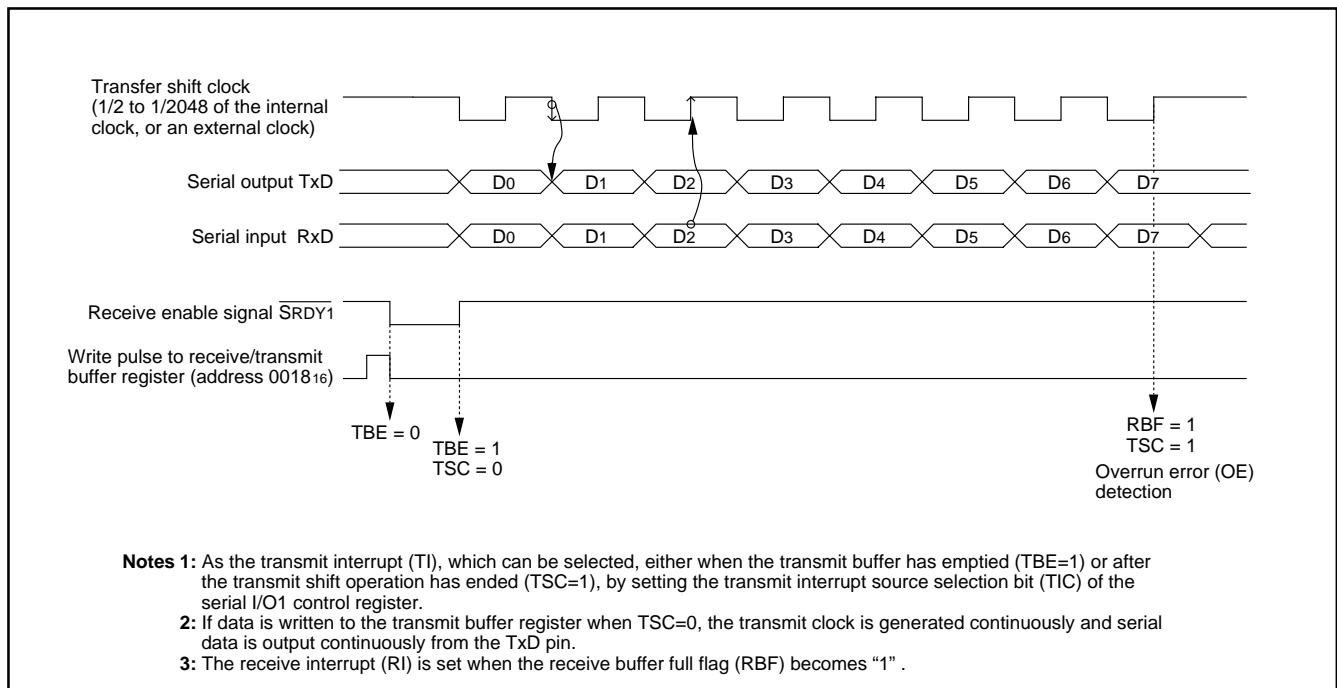 Transfer shift clock
(1/2 to 1/2048 of the internal
clock, or an external clock)
Serial output TxD
D0 D1 D2 D3 D4 D5 D6 D7
Serial input RxD
D0 D1 D2 D3 D4 D5 D6 D7
Receive enable signal SRDY1
Write pulse to receive/transmit
buffer register (address 001816)
TBE = 0
TBE = 1
TSC = 0
RBF = 1
TSC = 1
Overrun error (OE)
detection
Notes 1: As the transmit interrupt (TI), which can be selected, either when the transmit buffer has emptied (TBE=1) or after
the transmit shift operation has ended (TSC=1), by setting the transmit interrupt source selection bit (TIC) of the
serial I/O1 control register.
2: If data is written to the transmit buffer register when TSC=0, the transmit clock is generated continuously and serial
data is output continuously from the TxD pin.
3: The receive interrupt (RI) is set when the receive buffer full flag (RBF) becomes “1” .